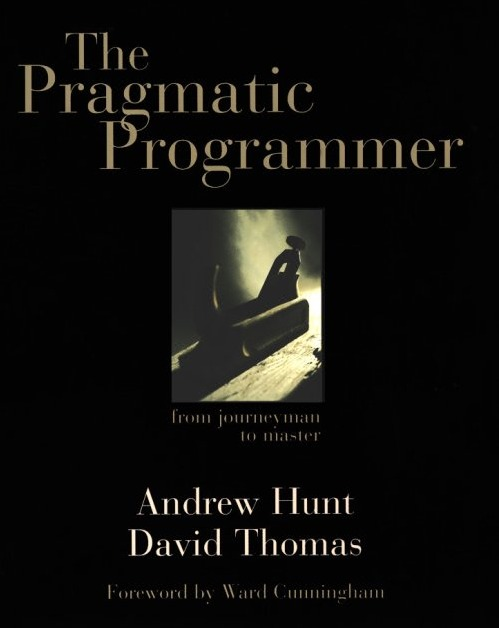 The
Pragmatic
Programmer
from journeyman
to master
Andrew Hunt
David Thomas
Foreword by Ward Cunningham